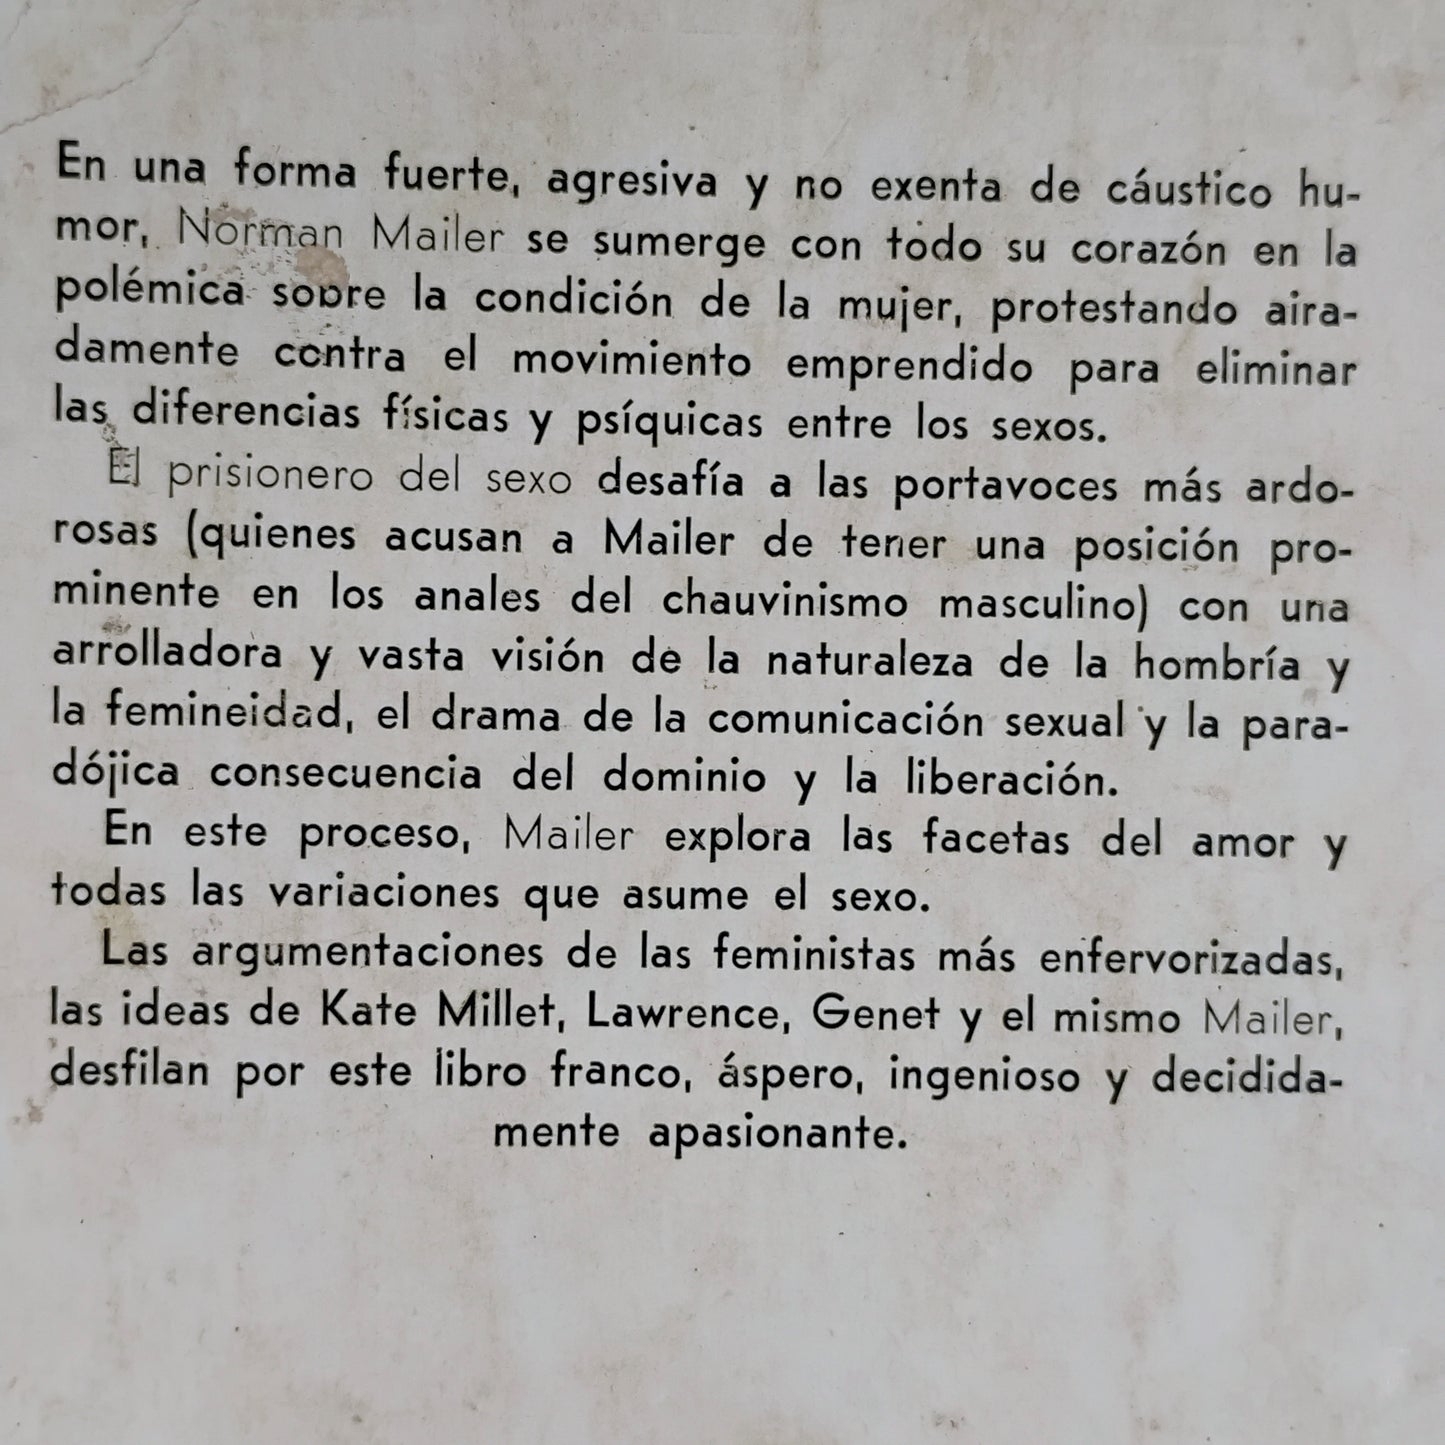 En una forma fuerte, agresiva y no exenta de cáustico hu-
mor, Norman Mailer se sumerge con todo su corazón en la
polémica sobre la condición de la mujer, protestando aira-
damente contra el movimiento emprendido para eliminar
las diferencias físicas y psíquicas entre los sexos.
El prisionero del sexo desafía a las portavoces más ardo-
rosas (quienes acusan a Mailer de tener una posición pro-
minente en los anales del chauvinismo masculino) con una
arrolladora y vasta visión de la naturaleza de la hombría y
la femineidad, el drama de la comunicación sexual y la para-
dójica consecuencia del dominio y la liberación.
En este proceso, Mailer explora las facetas del amor y
todas las variaciones que asume el sexo.
Las argumentaciones de las feministas más enfervorizadas,
las ideas de Kate Millet, Lawrence, Genet y el mismo Mailer,
desfilan por este libro franco, áspero, ingenioso y decidida-
mente apasionante.